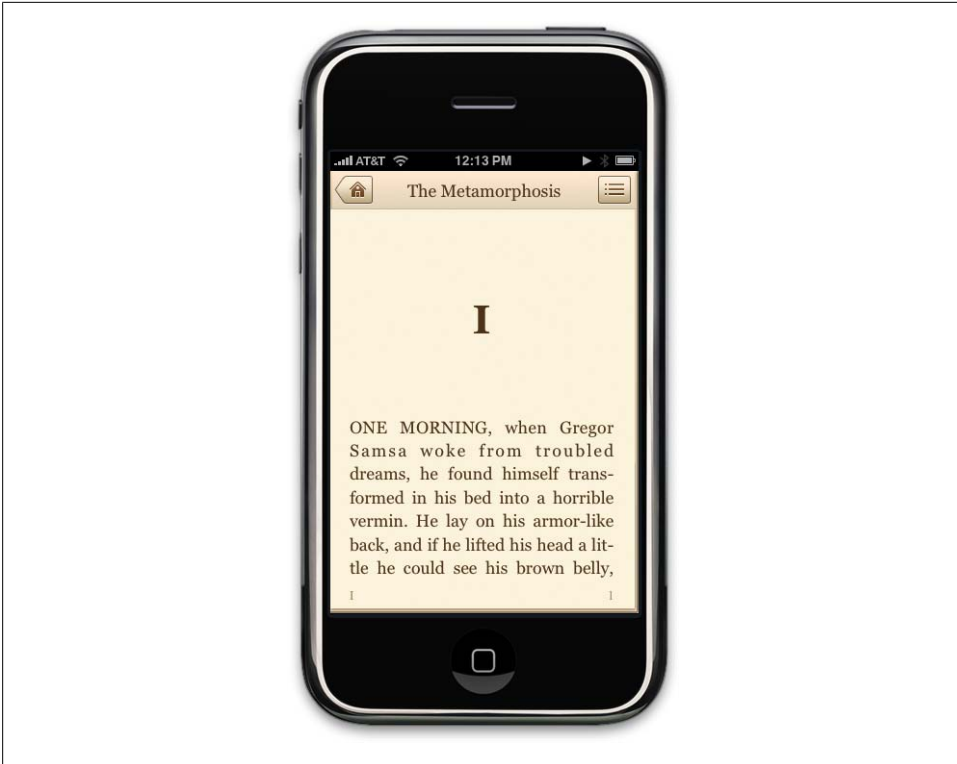 AT&T 12:13 PM
The Metamorphosis
I
ONE MORNING, when Gregor
Samsa woke from troubled
dreams, he found himself trans-
formed in his bed into a horrible
vermin. He lay on his armor-like
back, and if he lifted his head a lit-
tle he could see his brown belly,
1 1